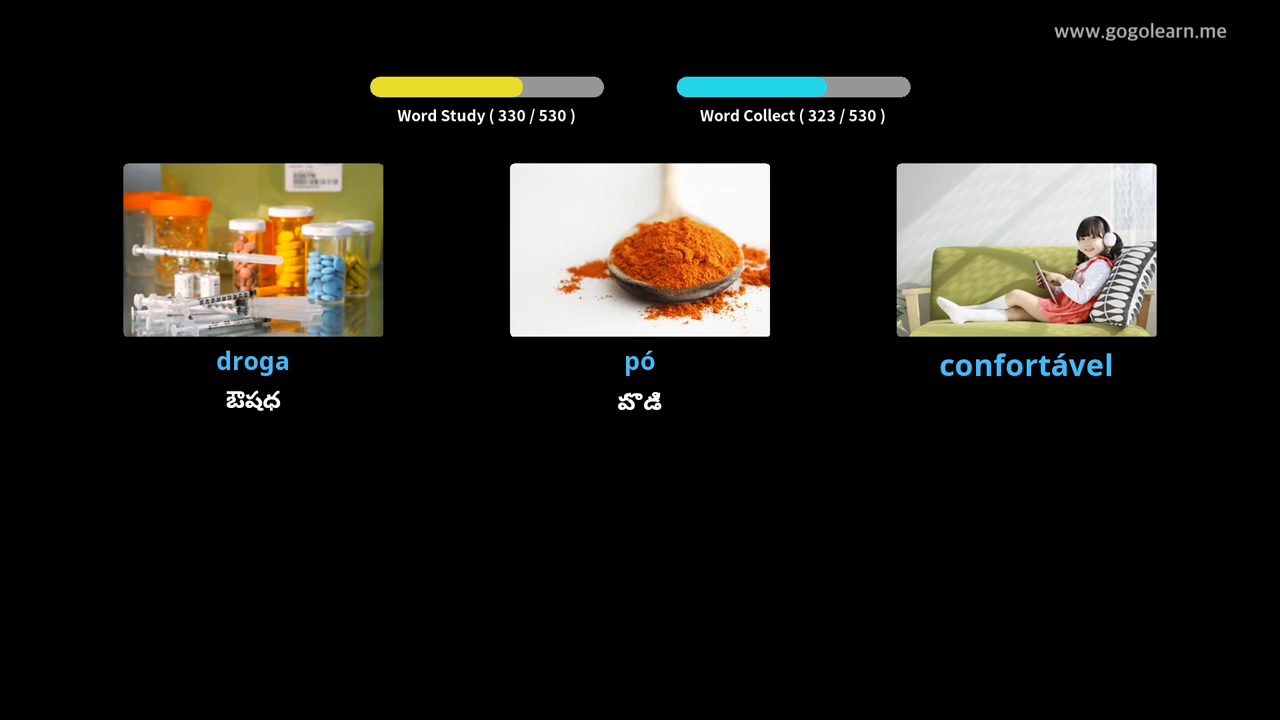 www.gogolearn.me
Word Study ( 330 / 530 )
Word Collect ( 323 / 530 )
droga
pó
confortável
ఔషధ
పొడి